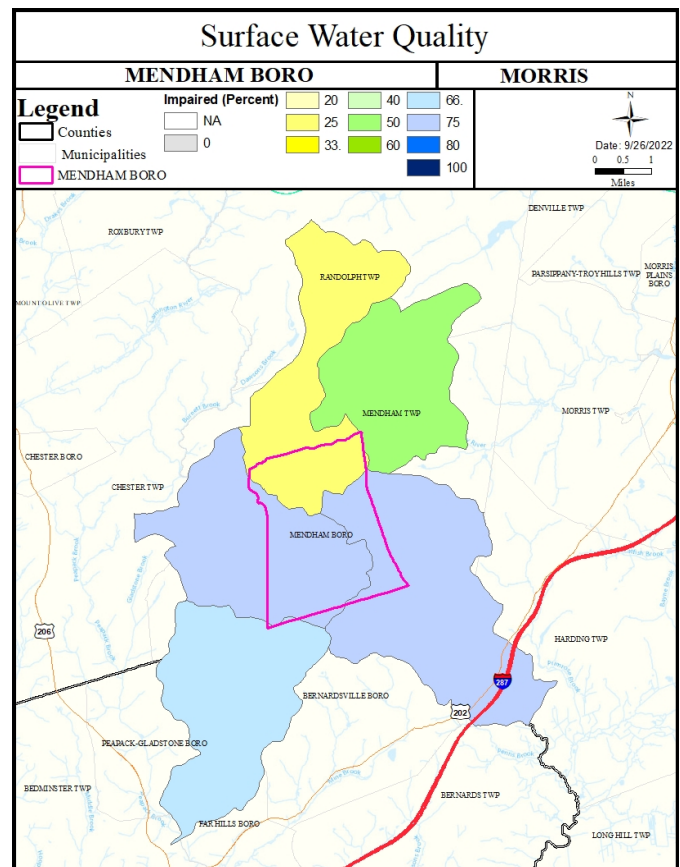 Surface Water Quality
MENDHAM BORO
MORRIS
Legend
Counties
Municipalities
MENDHAM BORO
Impaired (Percent)
NA
0
20
25
33.
40
50
60
66.
75
80
100
N
Date: 9/26/2022
0 0.5 1
Miles
DENVILLE TWP
ROXBURY TWP
RANDOLPH TWP
PARSIPPANY-TROY HILLS TWP
MORRIS
PLAINS
BORO
MOUNT OLIVE TWP
MENDHAM TWP
MORRIS TWP
CHESTER BORO
CHESTER TWP
MENDHAM BORO
206
HARDING TWP
287
BERNARDSVILLE BORO
202
PEAPACK-GLADSTONE BORO
BEDMINSTER TWP
BERNARDS TWP
FAR HILLS BORO
LONG HILL TWP